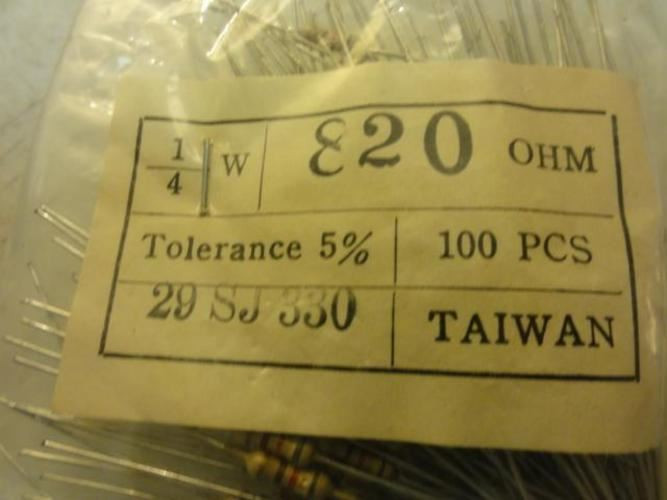 1/4 W 820 OHM
Tolerance 5% 100 PCS
29 SJ 330 TAIWAN